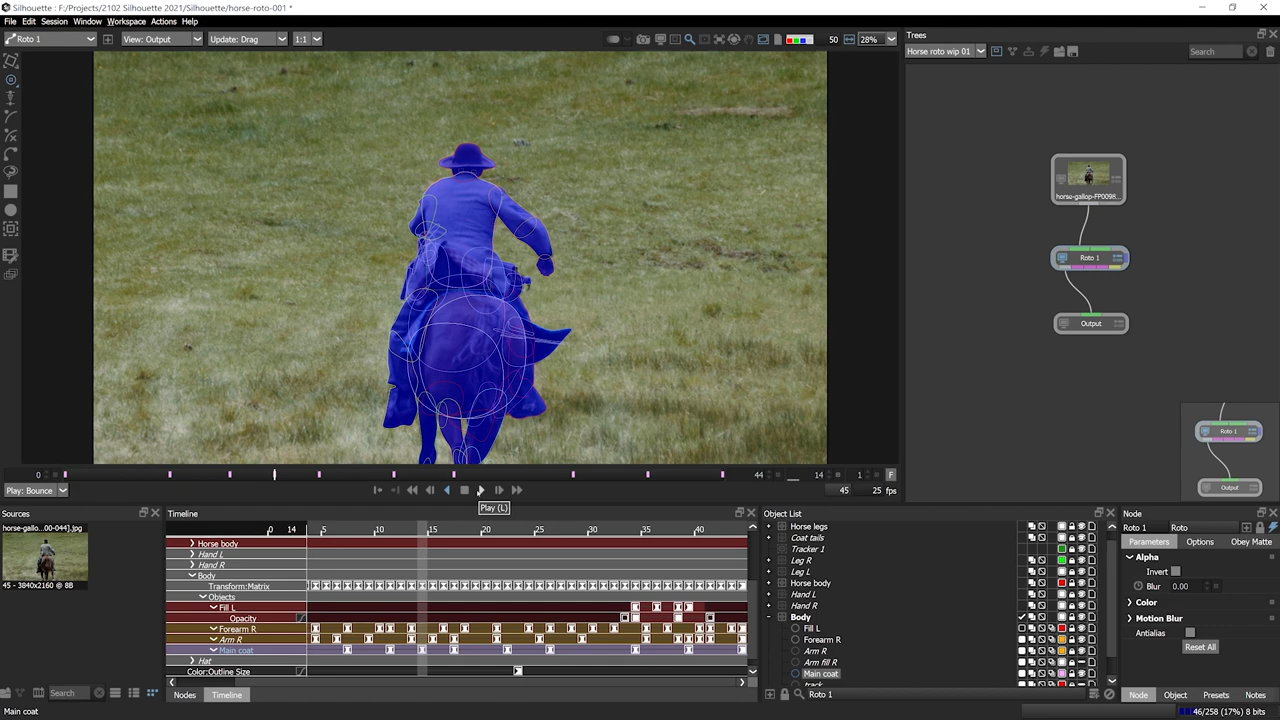 Silhouette : F:/Projects/2102 Silhouette 2021/Silhouette/horse-roto-001 *
File Edit Session Window Workspace Actions Help
Roto 1 View: Output Update: Drag 1:1 50 28%
Trees
Horse roto wip 01 Search
horse-gallop-FP0098...
Roto 1
Output
Roto 1
Output
0 44 14 1 F
Play: Bounce 45 25 fps
Play (L)
Sources
horse-gallo...00-044].jpg
45 - 3840x2160 @ 8B
Search
Timeline
0 14 5 10 15 20 25 30 35 40
Horse body
Hand L
Hand R
Body
Transform:Matrix
Objects
Fill L
Opacity
Forearm R
Arm R
Main coat
Hat
Color:Outline Size
Nodes Timeline
Object List
Horse legs
Coat tails
Tracker 1
Leg R
Leg L
Horse body
Hand L
Hand R
Body
Fill L
Forearm R
Arm R
Arm fill R
Main coat
track
Roto 1
Node
Roto 1 Roto
Parameters Options Obey Matte
Alpha
Invert
Blur 0.00
Color
Motion Blur
Antialias
Reset All
Node Object Presets Notes
Main coat
46/258 (17%) 8 bits